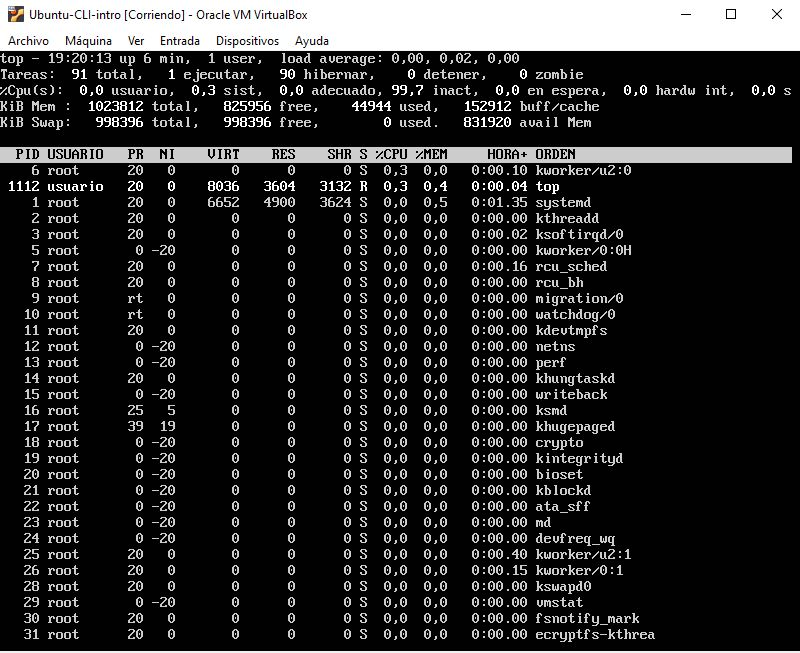 Ubuntu-CLI-intro [Corriendo] - Oracle VM VirtualBox
Archivo Máquina Ver Entrada Dispositivos Ayuda
top - 19:20:13 up 6 min, 1 user, load average: 0,00, 0,02, 0,00
Tareas: 91 total, 1 ejecutar, 90 hibernar, 0 detener, 0 zombie
%Cpu(s): 0,0 usuario, 0,3 sist, 0,0 adecuado, 99,7 inact, 0,0 en espera, 0,0 hardw int, 0,0 s
KiB Mem : 1023812 total, 825956 free, 44944 used, 152912 buff/cache
KiB Swap: 998396 total, 998396 free, 0 used. 831920 avail Mem
PID USUARIO PR NI VIRT RES SHR S %CPU %MEM HORA+ ORDEN
6 root 20 0 0 0 0 S 0,3 0,0 0:00.10 kworker/u2:0
1112 usuario 20 0 8036 3604 3132 R 0,3 0,4 0:00.04 top
1 root 20 0 6652 4900 3624 S 0,0 0,5 0:01.35 systemd
2 root 20 0 0 0 0 S 0,0 0,0 0:00.00 kthreadd
3 root 20 0 0 0 0 S 0,0 0,0 0:00.02 ksoftirqd/0
5 root 0 -20 0 0 0 S 0,0 0,0 0:00.00 kworker/0:0H
7 root 20 0 0 0 0 S 0,0 0,0 0:00.16 rcu_sched
8 root 20 0 0 0 0 S 0,0 0,0 0:00.00 rcu_bh
9 root rt 0 0 0 0 S 0,0 0,0 0:00.00 migration/0
10 root rt 0 0 0 0 S 0,0 0,0 0:00.00 watchdog/0
11 root 20 0 0 0 0 S 0,0 0,0 0:00.00 kdevtmpfs
12 root 0 -20 0 0 0 S 0,0 0,0 0:00.00 netns
13 root 0 -20 0 0 0 S 0,0 0,0 0:00.00 perf
14 root 20 0 0 0 0 S 0,0 0,0 0:00.00 khungtaskd
15 root 0 -20 0 0 0 S 0,0 0,0 0:00.00 writeback
16 root 25 5 0 0 0 S 0,0 0,0 0:00.00 ksmd
17 root 39 19 0 0 0 S 0,0 0,0 0:00.00 khugepaged
18 root 0 -20 0 0 0 S 0,0 0,0 0:00.00 crypto
19 root 0 -20 0 0 0 S 0,0 0,0 0:00.00 kintegrityd
20 root 0 -20 0 0 0 S 0,0 0,0 0:00.00 bioset
21 root 0 -20 0 0 0 S 0,0 0,0 0:00.00 kblockd
22 root 0 -20 0 0 0 S 0,0 0,0 0:00.00 ata_sff
23 root 0 -20 0 0 0 S 0,0 0,0 0:00.00 md
24 root 0 -20 0 0 0 S 0,0 0,0 0:00.00 devfreq_wq
25 root 20 0 0 0 0 S 0,0 0,0 0:00.40 kworker/u2:1
26 root 20 0 0 0 0 S 0,0 0,0 0:00.15 kworker/0:1
28 root 20 0 0 0 0 S 0,0 0,0 0:00.00 kswapd0
29 root 0 -20 0 0 0 S 0,0 0,0 0:00.00 vmstat
30 root 20 0 0 0 0 S 0,0 0,0 0:00.00 fsnotify_mark
31 root 20 0 0 0 0 S 0,0 0,0 0:00.00 ecryptfs-kthrea